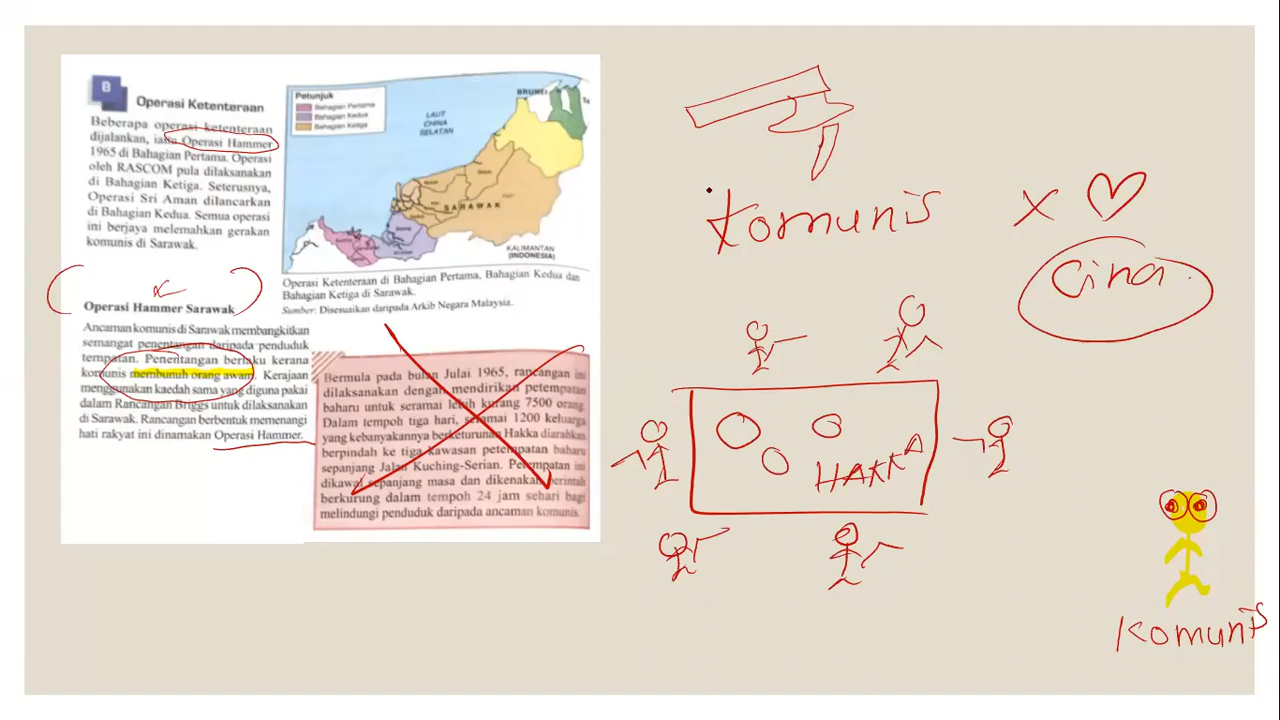 B
Operasi Ketenteraan
Beberapa operasi ketenteraan
dijalankan, iaitu Operasi Hammer
1965 di Bahagian Pertama. Operasi
oleh RASCOM pula dilaksanakan
di Bahagian Ketiga. Seterusnya,
Operasi Sri Aman dilancarkan
di Bahagian Kedua. Semua operasi
ini berjaya melemahkan gerakan
komunis di Sarawak.
Petunjuk
Bahagian Pertama
Bahagian Kedua
Bahagian Ketiga
LAUT
CHINA
SELATAN
BRUNEI
SARAWAK
KALIMANTAN
(INDONESIA)
Operasi Ketenteraan di Bahagian Pertama, Bahagian Kedua dan
Bahagian Ketiga di Sarawak.
Sumber: Disesuaikan daripada Arkib Negara Malaysia.
Operasi Hammer Sarawak
Ancaman komunis di Sarawak membangkitkan
semangat penentangan daripada penduduk
tempatan. Penentangan berlaku kerana
komunis membunuh orang awam. Kerajaan
menggunakan kaedah sama yang diguna pakai
dalam Rancangan Briggs untuk dilaksanakan
di Sarawak. Rancangan berbentuk memenangi
hati rakyat ini dinamakan Operasi Hammer.
Bermula pada bulan Julai 1965, rancangan ini
dilaksanakan dengan mendirikan petempatan
baharu untuk seramai lebih kurang 7500 orang.
Dalam tempoh tiga hari, seramai 1200 keluarga
yang kebanyakannya berketurunan Hakka diarahkan
berpindah ke tiga kawasan petempatan baharu
sepanjang Jalan Kuching-Serian. Petempatan ini
dikawal sepanjang masa dan dikenakan perintah
berkurung dalam tempoh 24 jam sehari bagi
melindungi penduduk daripada ancaman komunis.
komunis x
Cina
HAKKA
Komunis